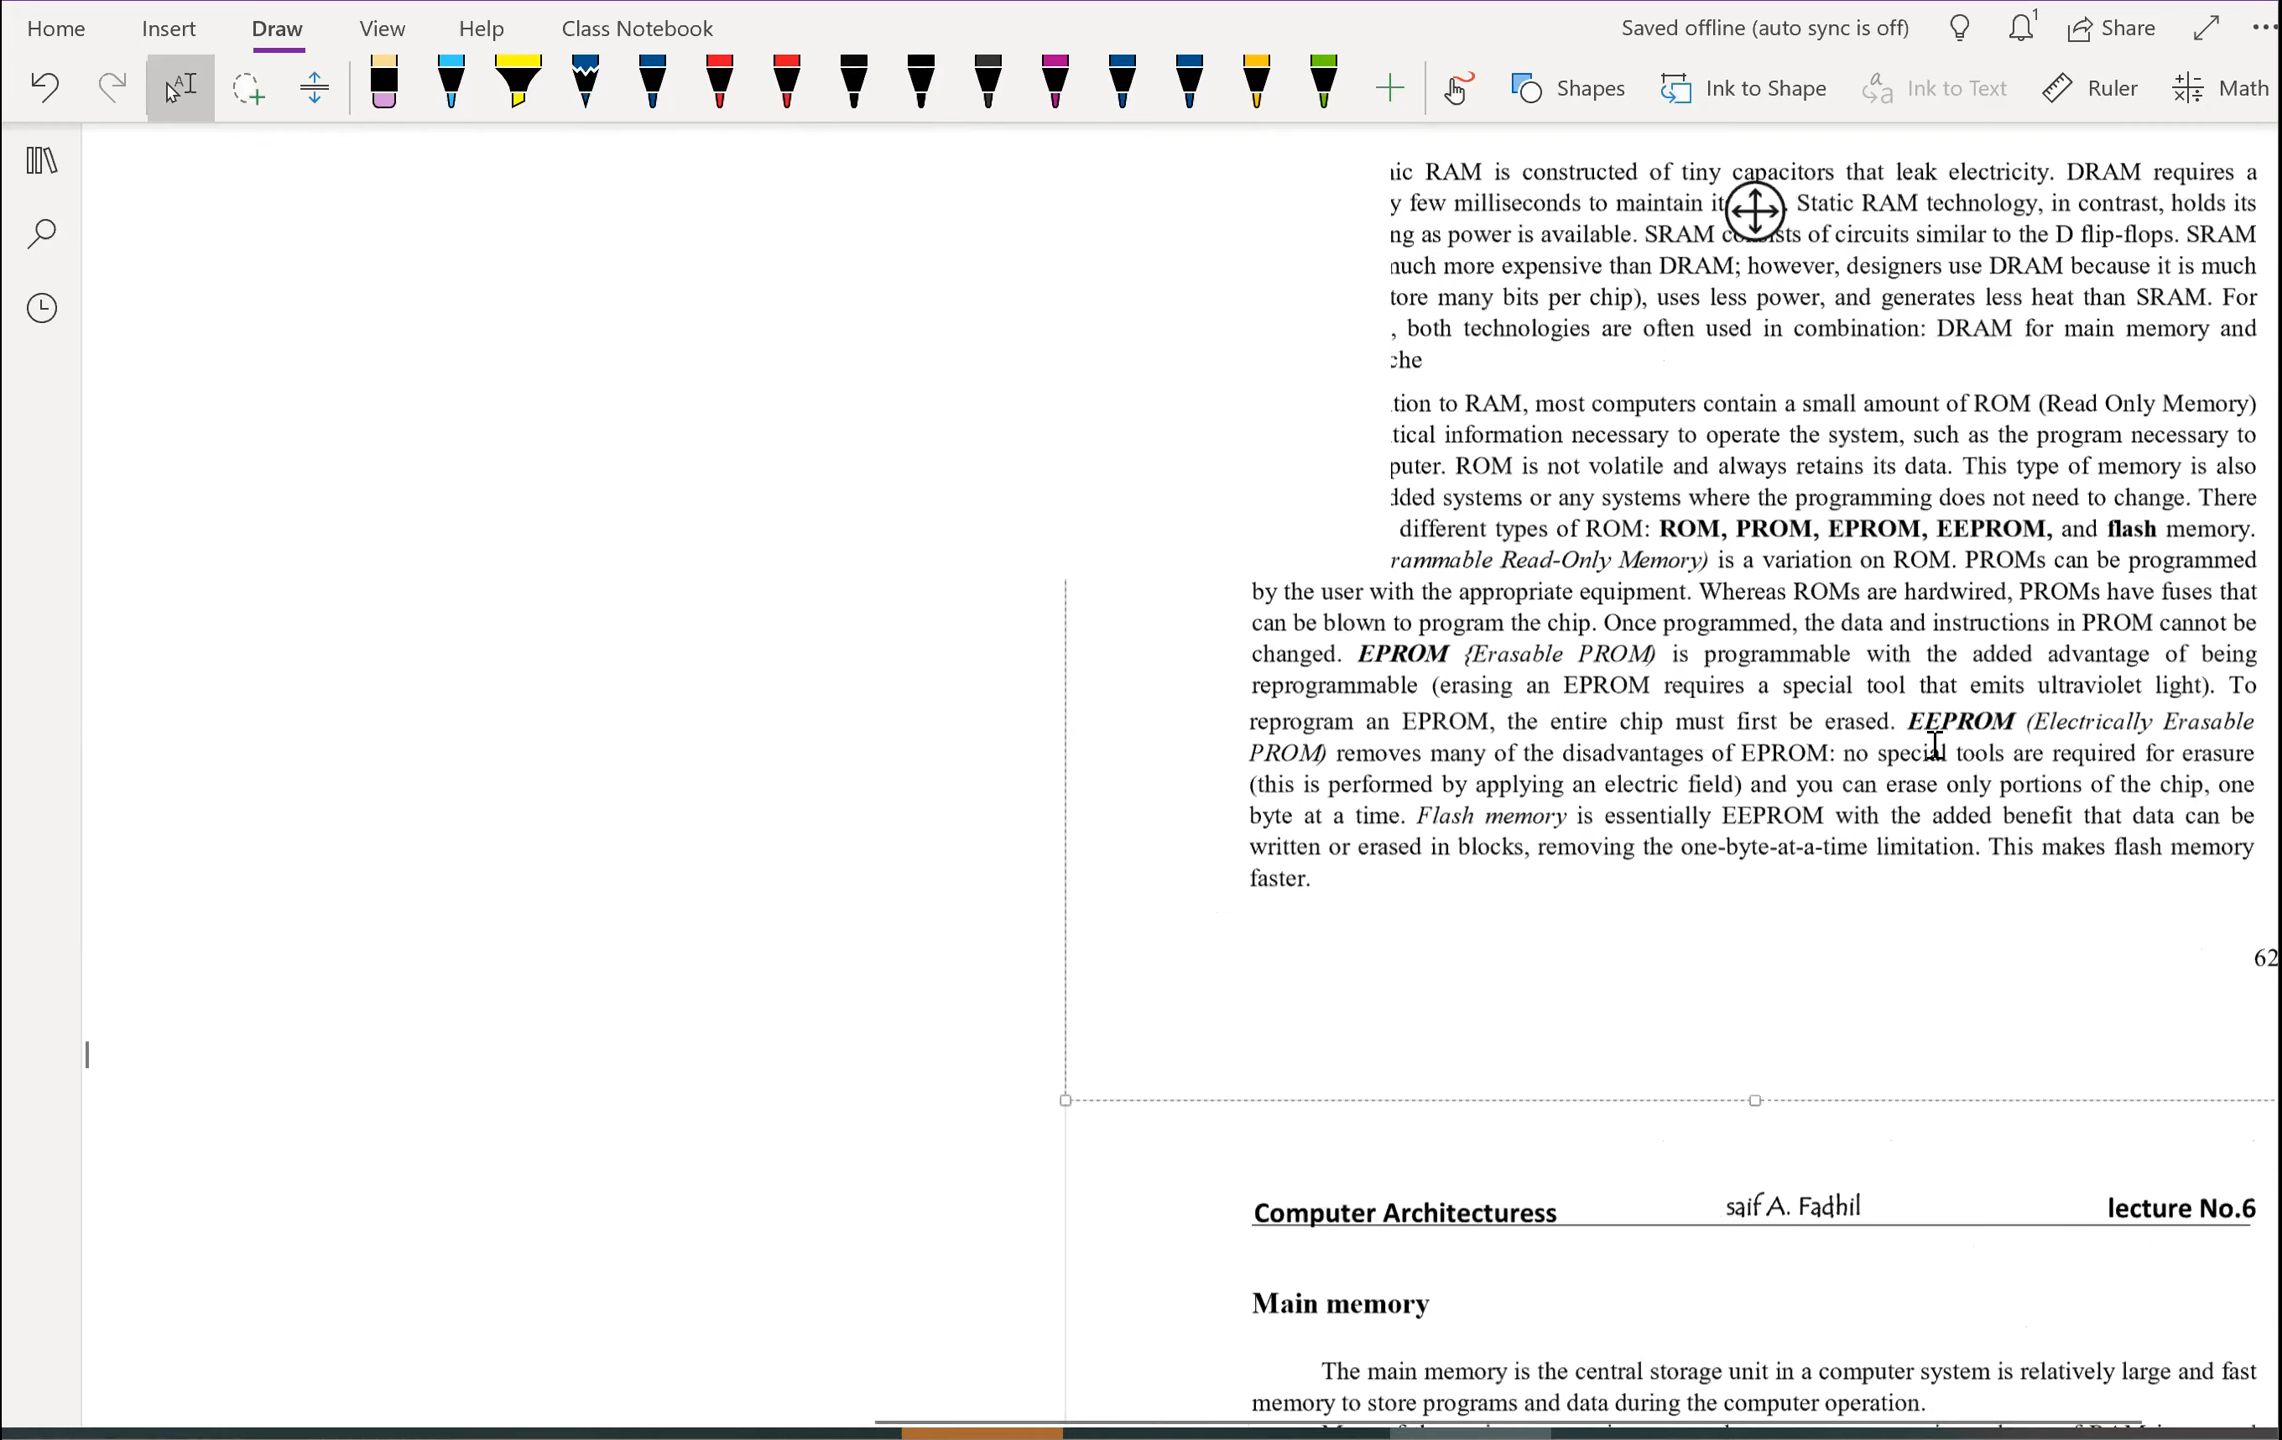 Home Insert Draw View Help Class Notebook Saved offline (auto sync is off) 1 Share
Shapes Ink to Shape Ink to Text Ruler Math
RAM is constructed of tiny capacitors that leak electricity. DRAM requires a
y few milliseconds to maintain Static RAM technology, in contrast, holds its
ng as power is available. SRAM of circuits similar to the D flip-flops. SRAM
much more expensive than DRAM; however, designers use DRAM because it is much
tore many bits per chip), uses less power, and generates less heat than SRAM. For
, both technologies are often used in combination: DRAM for main memory and
che
tion to RAM, most computers contain a small amount of ROM (Read Only Memory)
tical information necessary to operate the system, such as the program necessary to
puter. ROM is not volatile and always retains its data. This type of memory is also
dded systems or any systems where the programming does not need to change. There
different types of ROM: ROM, PROM, EPROM, EEPROM, and flash memory.
rammable Read-Only Memory) is a variation on ROM. PROMs can be programmed
by the user with the appropriate equipment. Whereas ROMs are hardwired, PROMs have fuses that
can be blown to program the chip. Once programmed, the data and instructions in PROM cannot be
changed. EPROM {Erasable PROM) is programmable with the added advantage of being
reprogrammable (erasing an EPROM requires a special tool that emits ultraviolet light). To
reprogram an EPROM, the entire chip must first be erased. EEPROM (Electrically Erasable
PROM) removes many of the disadvantages of EPROM: no special tools are required for erasure
(this is performed by applying an electric field) and you can erase only portions of the chip, one
byte at a time. Flash memory is essentially EEPROM with the added benefit that data can be
written or erased in blocks, removing the one-byte-at-a-time limitation. This makes flash memory
faster.
62
Computer Architecturess saif A. Fadhil lecture No.6
Main memory
The main memory is the central storage unit in a computer system is relatively large and fast
memory to store programs and data during the computer operation.